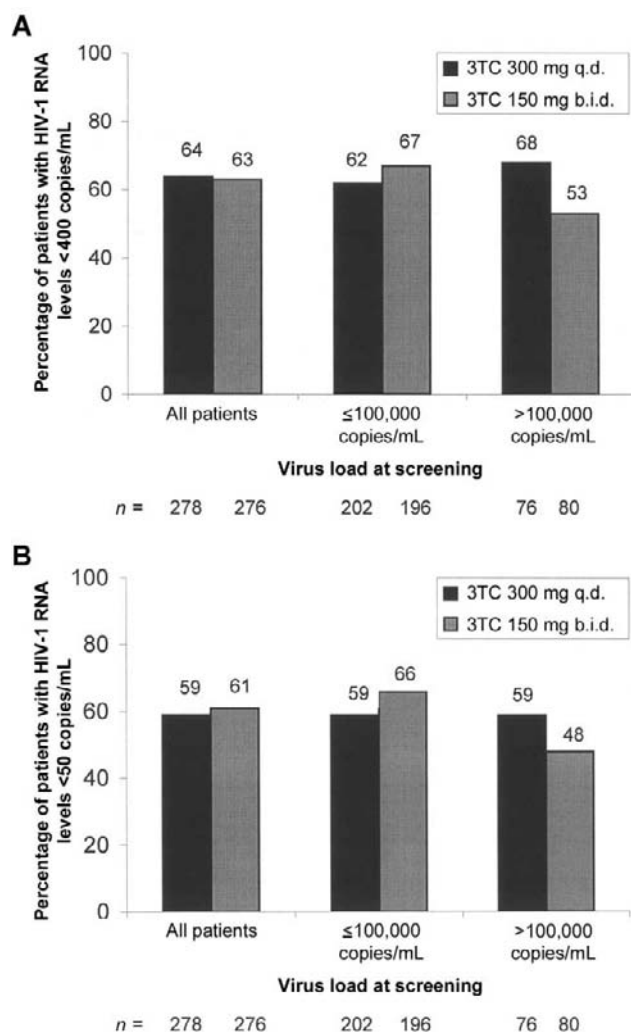 A
Percentage of patients with HIV-1 RNA
levels <400 copies/mL
100
80
60
40
20
0
3TC 300 mg q.d.
3TC 150 mg b.i.d.
64
63
62
67
68
53
All patients
≤100,000
copies/mL
>100,000
copies/mL
Virus load at screening
n = 278 276 202 196 76 80
B
Percentage of patients with HIV-1 RNA
levels <50 copies/mL
100
80
60
40
20
0
3TC 300 mg q.d.
3TC 150 mg b.i.d.
59
61
59
66
59
48
All patients
≤100,000
copies/mL
>100,000
copies/mL
Virus load at screening
n = 278 276 202 196 76 80